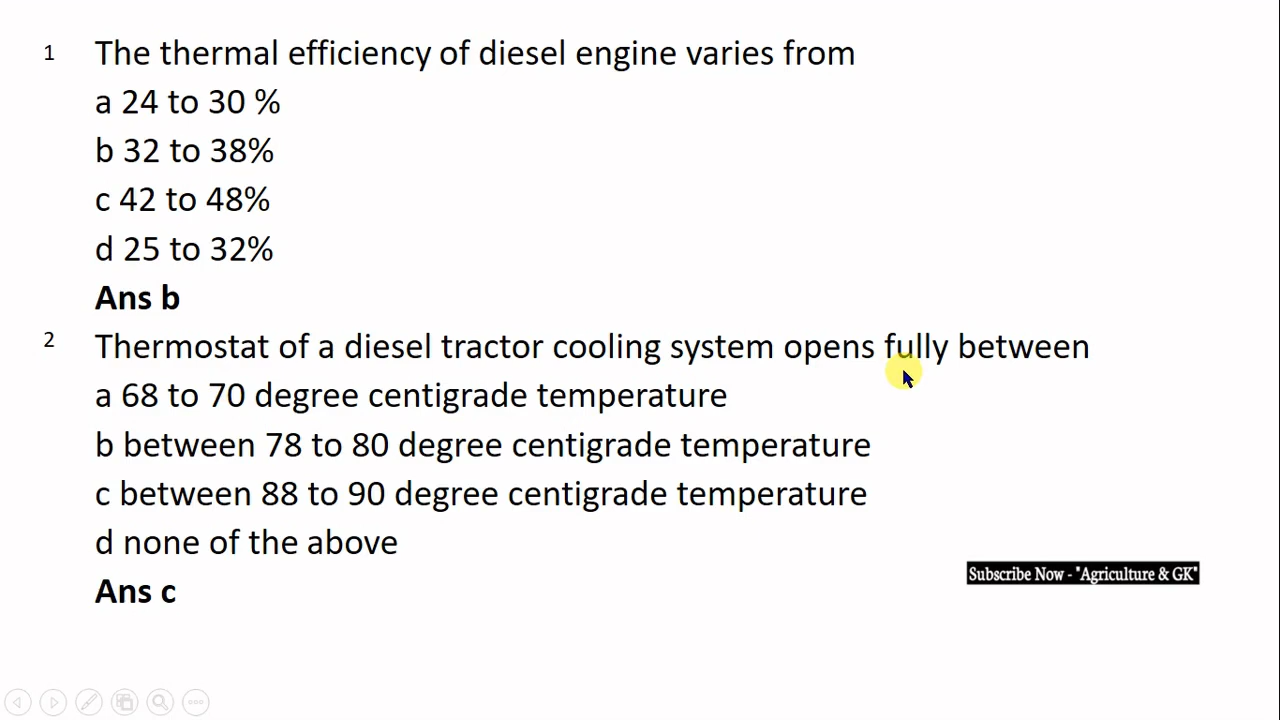 1 The thermal efficiency of diesel engine varies from
a 24 to 30 %
b 32 to 38%
c 42 to 48%
d 25 to 32%
Ans b
2 Thermostat of a diesel tractor cooling system opens fully between
a 68 to 70 degree centigrade temperature
b between 78 to 80 degree centigrade temperature
c between 88 to 90 degree centigrade temperature
d none of the above
Ans c
Subscribe Now - "Agriculture & GK"